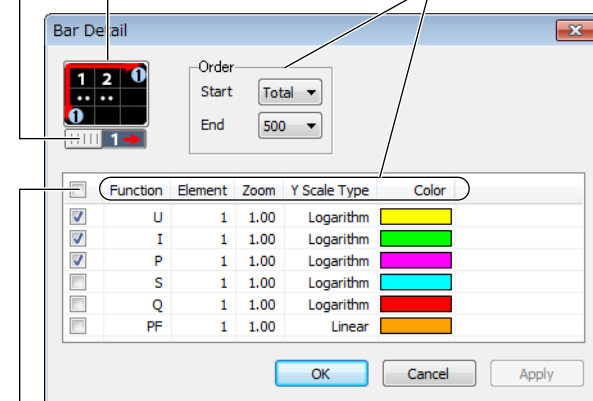 Bar Detail
Order
1 2 1
Start Total
1
End 500
1
Function Element Zoom Y Scale Type Color
U 1 1.00 Logarithm
I 1 1.00 Logarithm
P 1 1.00 Logarithm
S 1 1.00 Logarithm
Q 1 1.00 Logarithm
PF 1 1.00 Linear
OK Cancel Apply